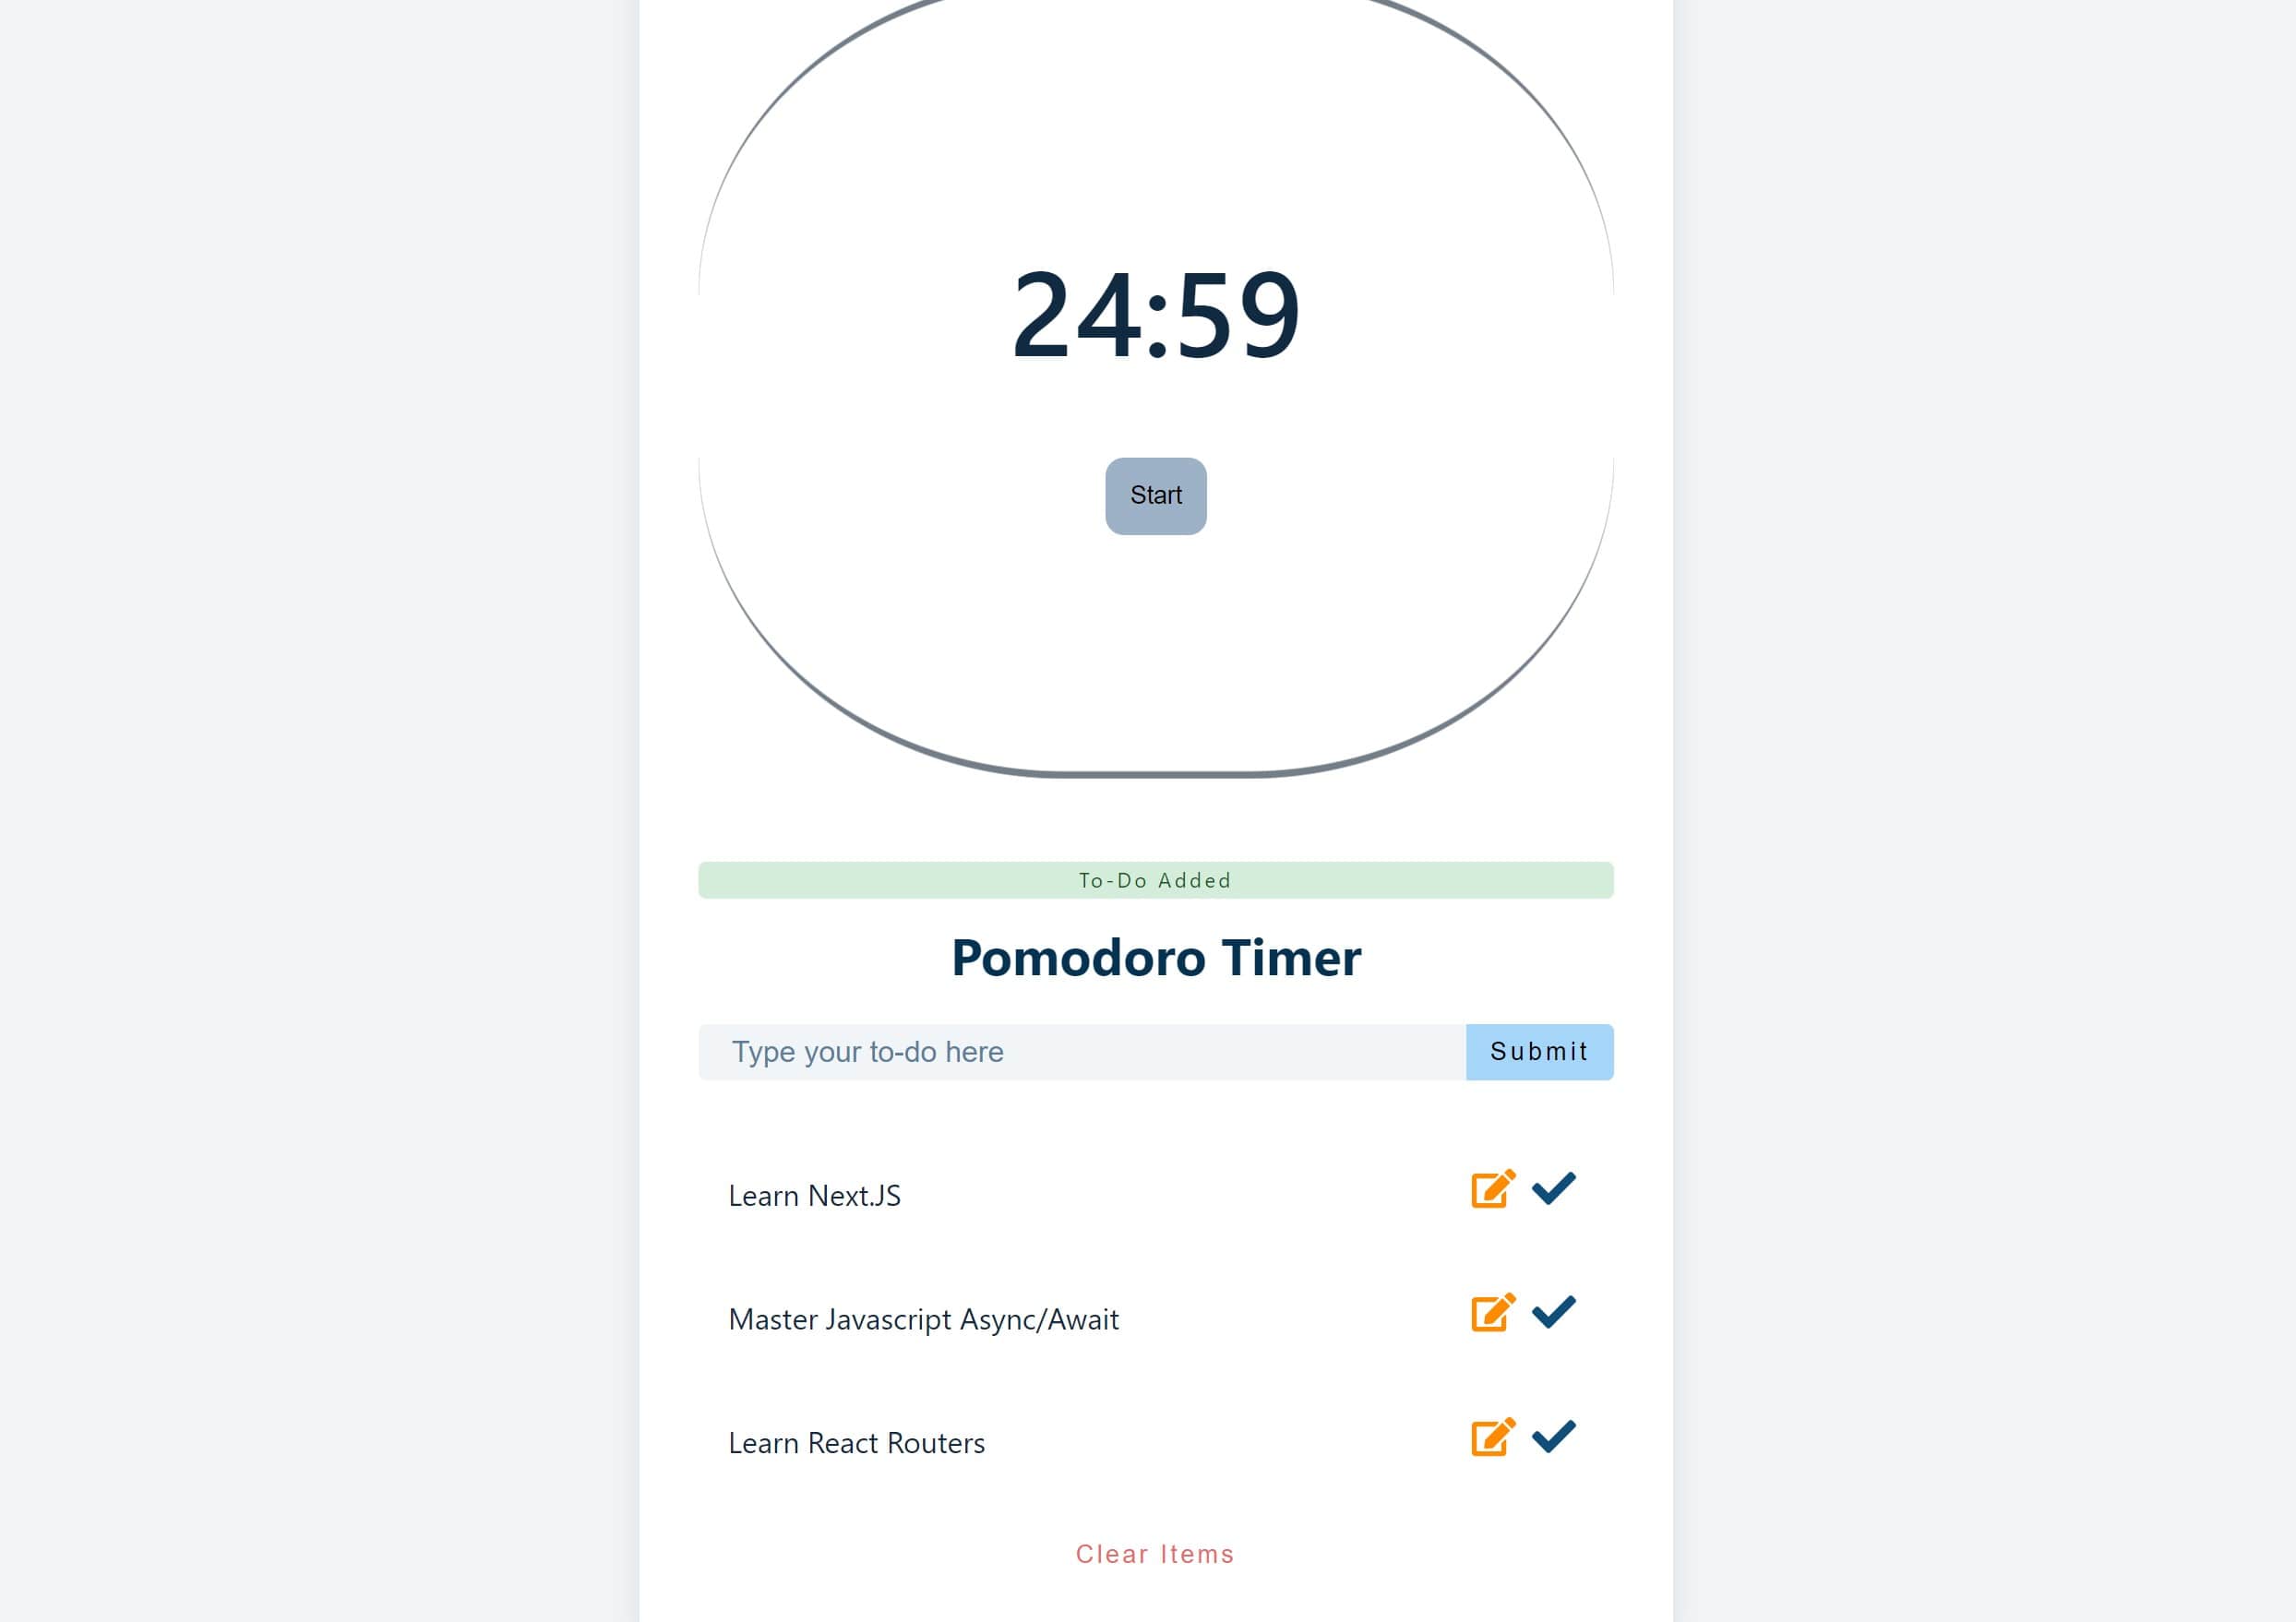 24:59
Start
To-Do Added
Pomodoro Timer
Type your to-do here
Submit
Learn Next.JS
Master Javascript Async/Await
Learn React Routers
Clear Items